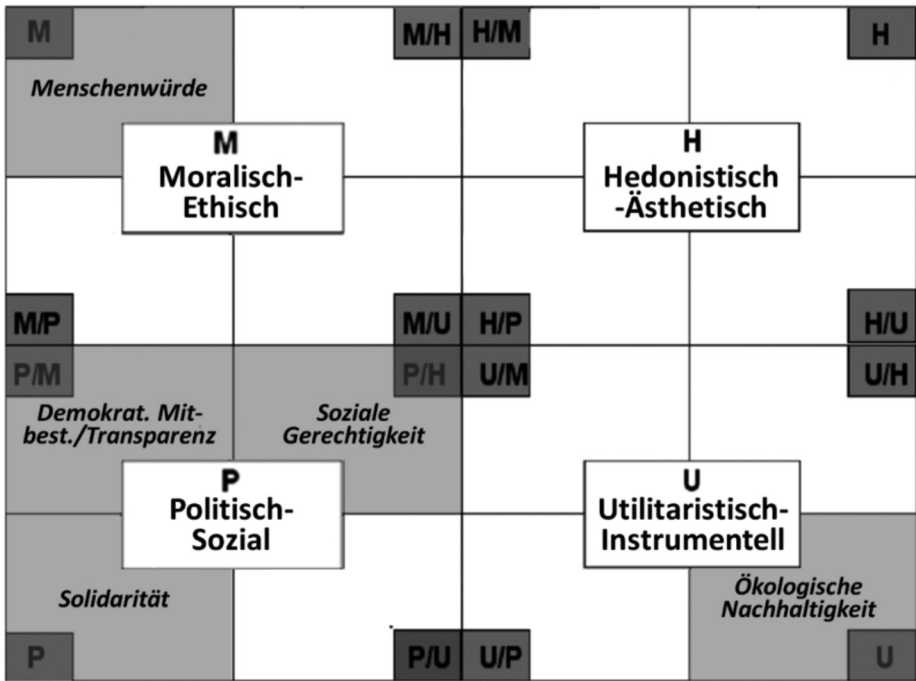 M
M/H
H/M
H
Menschenwürde
M
Moralisch-
Ethisch
H
Hedonistisch
-Ästhetisch
M/P
M/U
H/P
H/U
P/M
P/H
U/M
U/H
Demokrat. Mit-
best./Transparenz
Soziale
Gerechtigkeit
P
Politisch-
Sozial
U
Utilitaristisch-
Instrumentell
Solidarität
Ökologische
Nachhaltigkeit
P
P/U
U/P
U